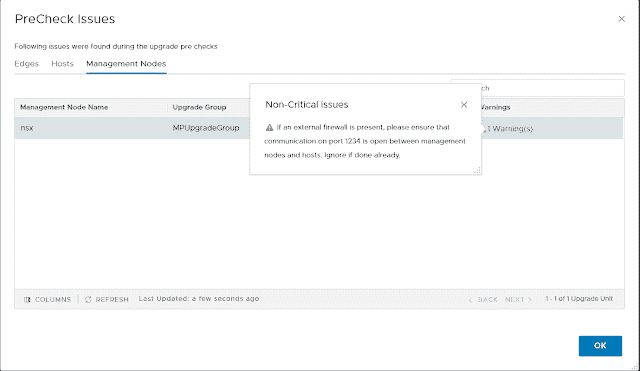 PreCheck Issues
Following issues were found during the upgrade pre checks
Edges Hosts Management Nodes
ch
Management Node Name Upgrade Group Warnings
nsx MPUpgradeGroup 1 Warning(s)
Non-Critical Issues
If an external firewall is present, please ensure that
communication on port 1234 is open between management
nodes and hosts. Ignore if done already.
COLUMNS REFRESH Last Updated: a few seconds ago BACK NEXT 1 - 1 of 1 Upgrade Unit
OK